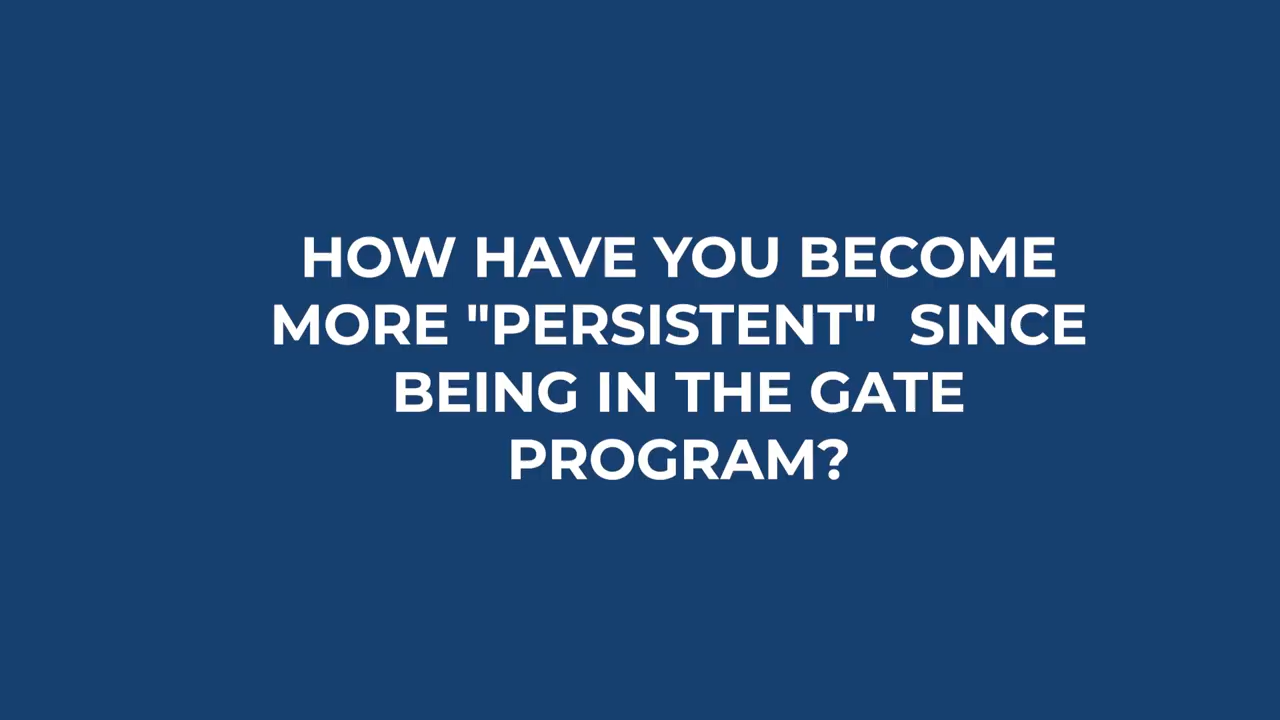 HOW HAVE YOU BECOME
MORE "PERSISTENT"  SINCE
BEING IN THE GATE
PROGRAM?